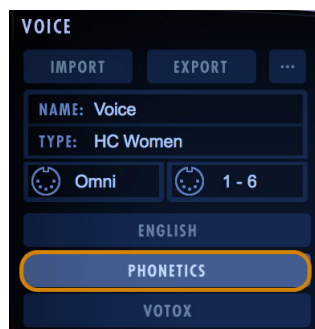 VOICE
IMPORT EXPORT ...
NAME: Voice
TYPE: HC Women
Omni 1 - 6
ENGLISH
PHONETICS
VOTOX